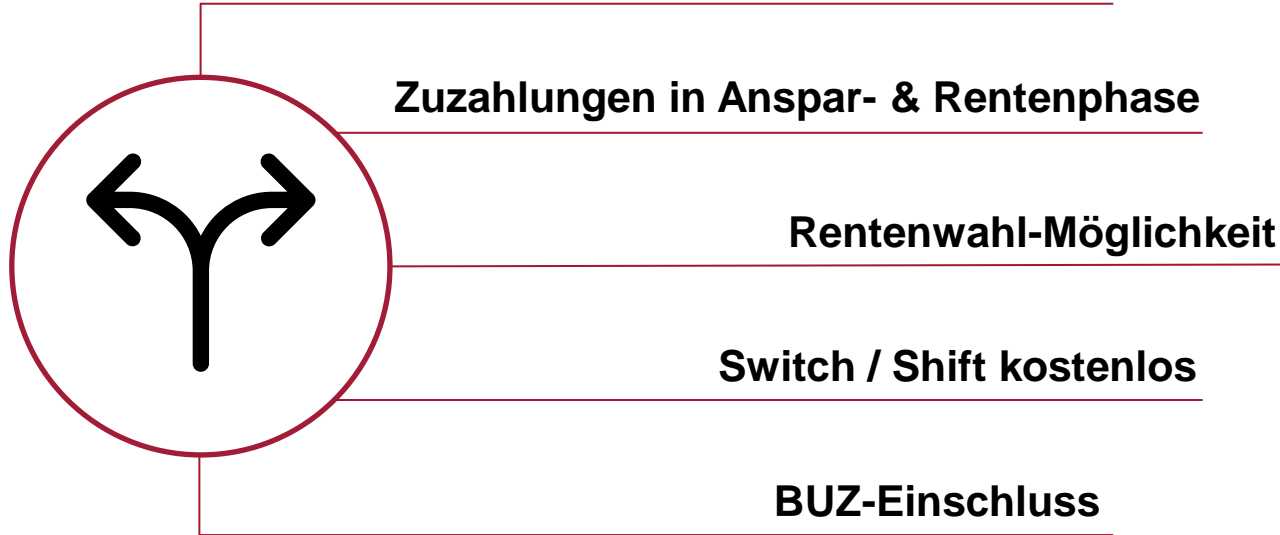 Zuzahlungen in Anspar- & Rentenphase
Rentenwahl-Möglichkeit
Switch / Shift kostenlos
BUZ-Einschluss